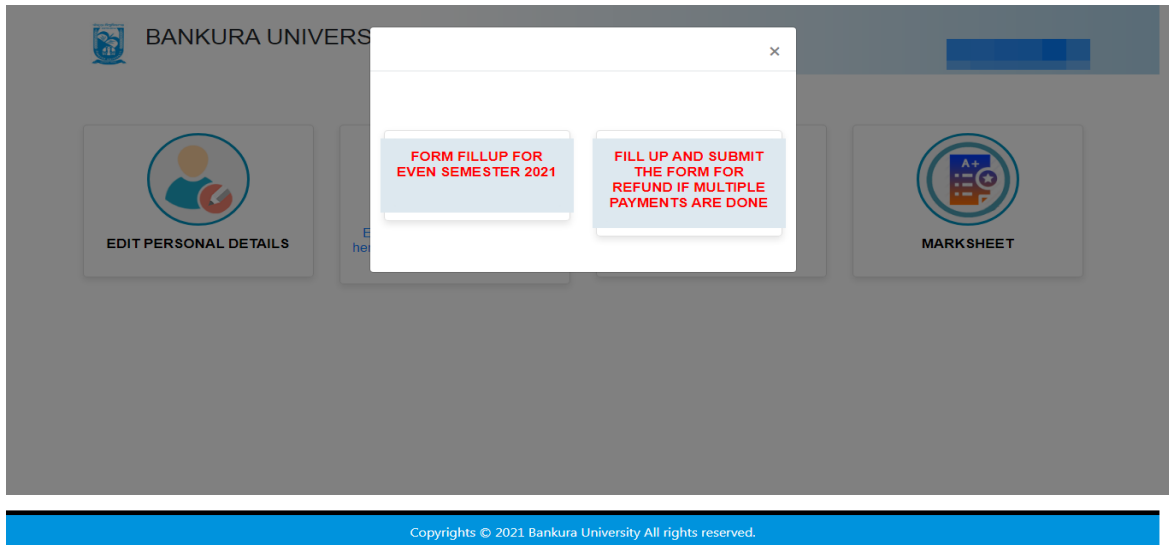 BANKURA UNIVERS
×
FORM FILLUP FOR
EVEN SEMESTER 2021
FILL UP AND SUBMIT
THE FORM FOR
REFUND IF MULTIPLE
PAYMENTS ARE DONE
A+
EDIT PERSONAL DETAILS
E
her
MARKSHEET
Copyrights © 2021 Bankura University All rights reserved.